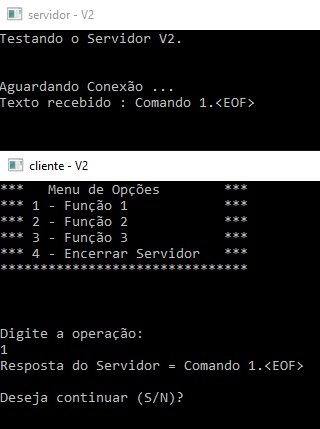 servidor - V2
Testando o Servidor V2.
Aguardando Conexão ...
Texto recebido : Comando 1.<EOF>
cliente - V2
***   Menu de Opções        ***
*** 1 - Função 1            ***
*** 2 - Função 2            ***
*** 3 - Função 3            ***
*** 4 - Encerrar Servidor   ***
*******************************
Digite a operação:
1
Resposta do Servidor = Comando 1.<EOF>
Deseja continuar (S/N)?